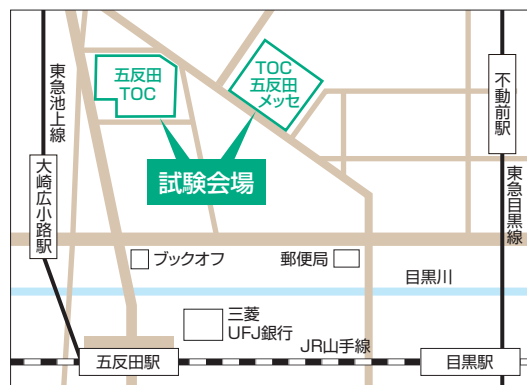 東急池上線
五反田
TOC
TOC
五反田
メッセ
不動前駅
試験会場
大崎広小路駅
東急目黒線
ブックオフ
郵便局
目黒川
三菱
UFJ銀行
JR山手線
五反田駅
目黒駅